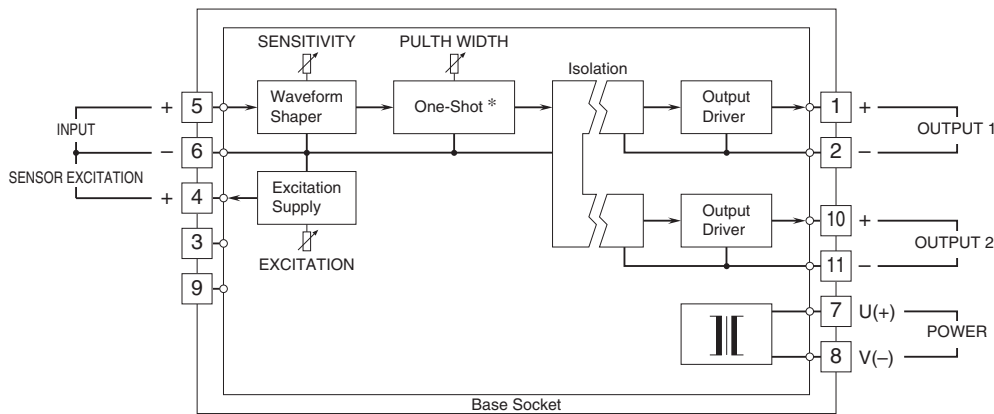 SENSITIVITY
PULTH WIDTH
Isolation
Waveform
Shaper
One-Shot *
Output
Driver
+ 5
INPUT
− 6
SENSOR EXCITATION
+ 4
Excitation
Supply
EXCITATION
3
9
1 +
OUTPUT 1
2 −
Output
Driver
10 +
OUTPUT 2
11 −
7 U(+)
POWER
8 V(−)
Base Socket